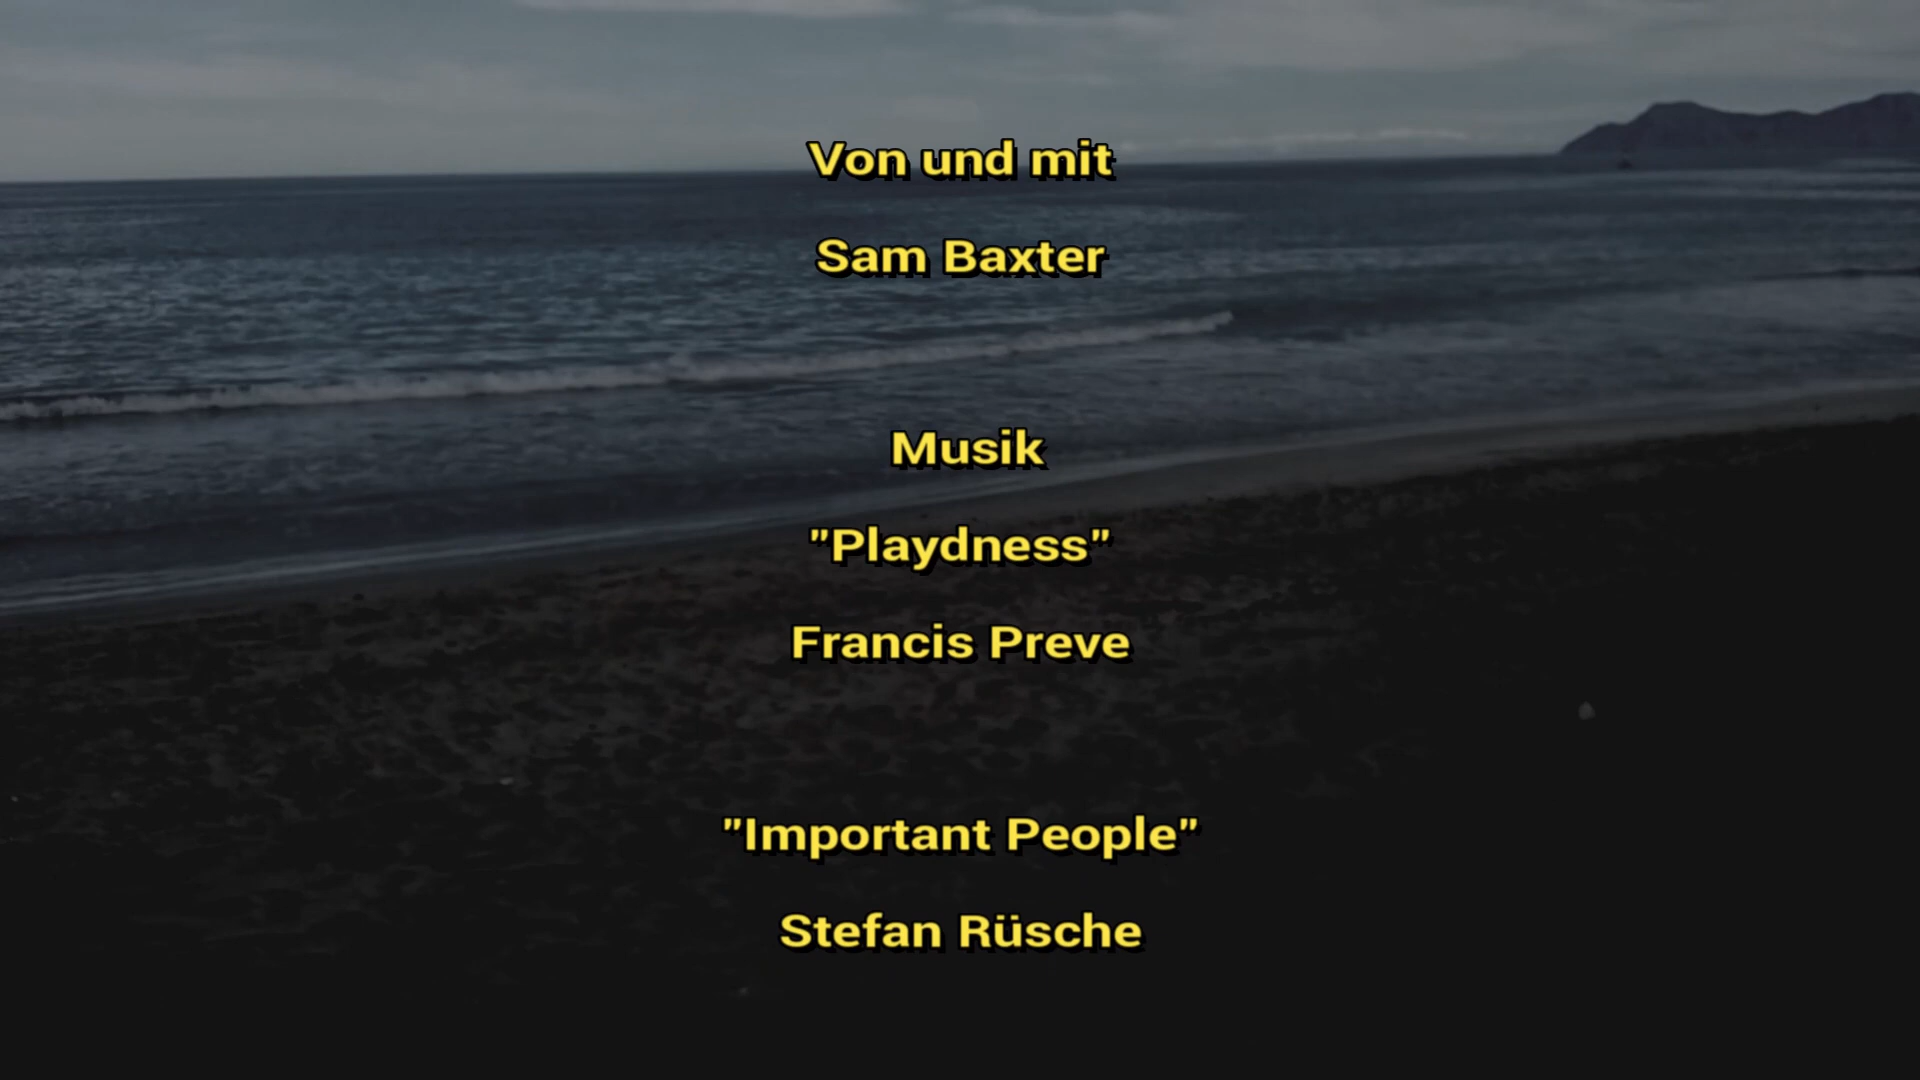 Von und mit
Sam Baxter
Musik
"Playdness"
Francis Preve
"Important People"
Stefan Rüsche